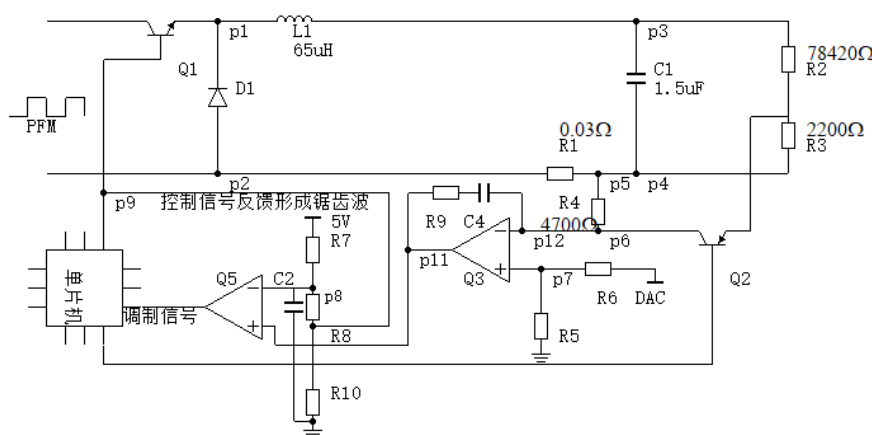 p1
L1
65uH
p3
Q1
D1
C1
1.5uF
78420Ω
R2
PFM
0.03Ω
R1
2200Ω
R3
p2
p5
p4
p9
控制信号反馈形成锯齿波
R9
C4
R4
4700Ω
5V
R7
p11
p12
p6
Q2
Q5
C2
p8
Q3
p7
R6
DAC
单片机
调制信号
R8
R5
R10